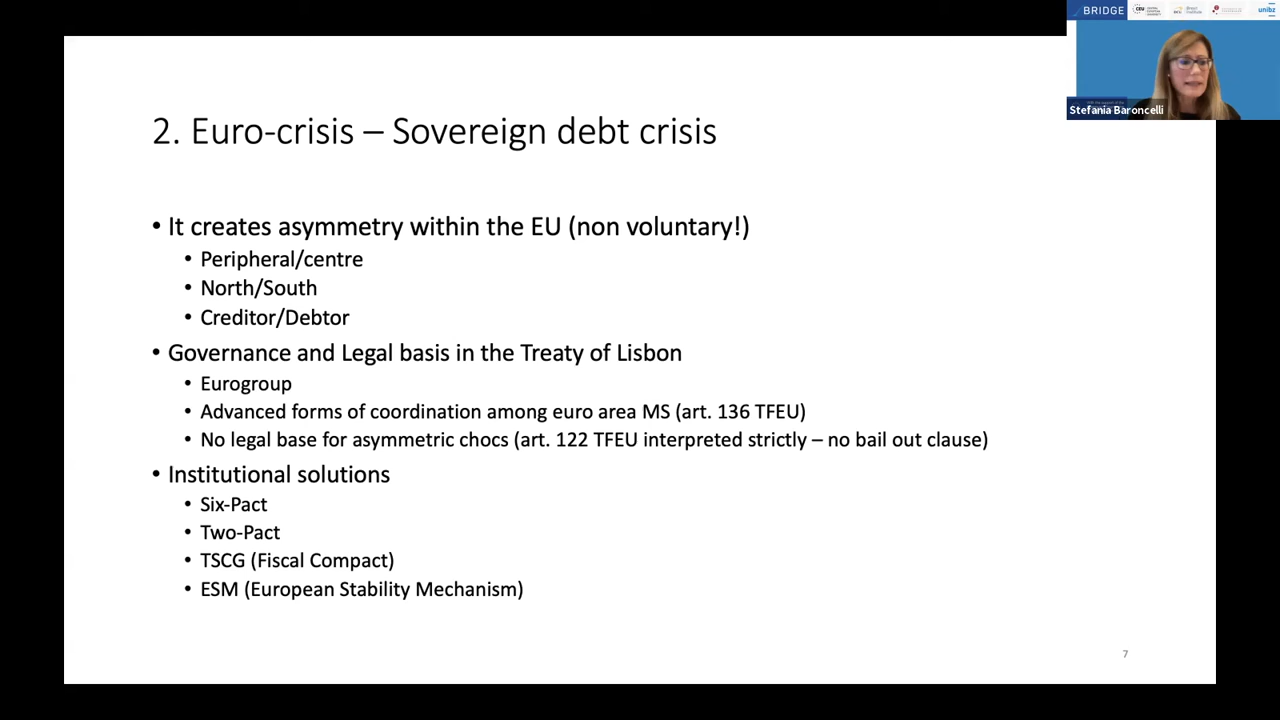 BRIDGE
CEU
unibz
Stefania Baroncelli
2. Euro-crisis – Sovereign debt crisis
• It creates asymmetry within the EU (non voluntary!)
• Peripheral/centre
• North/South
• Creditor/Debtor
• Governance and Legal basis in the Treaty of Lisbon
• Eurogroup
• Advanced forms of coordination among euro area MS (art. 136 TFEU)
• No legal base for asymmetric chocs (art. 122 TFEU interpreted strictly – no bail out clause)
• Institutional solutions
• Six-Pact
• Two-Pact
• TSCG (Fiscal Compact)
• ESM (European Stability Mechanism)
7